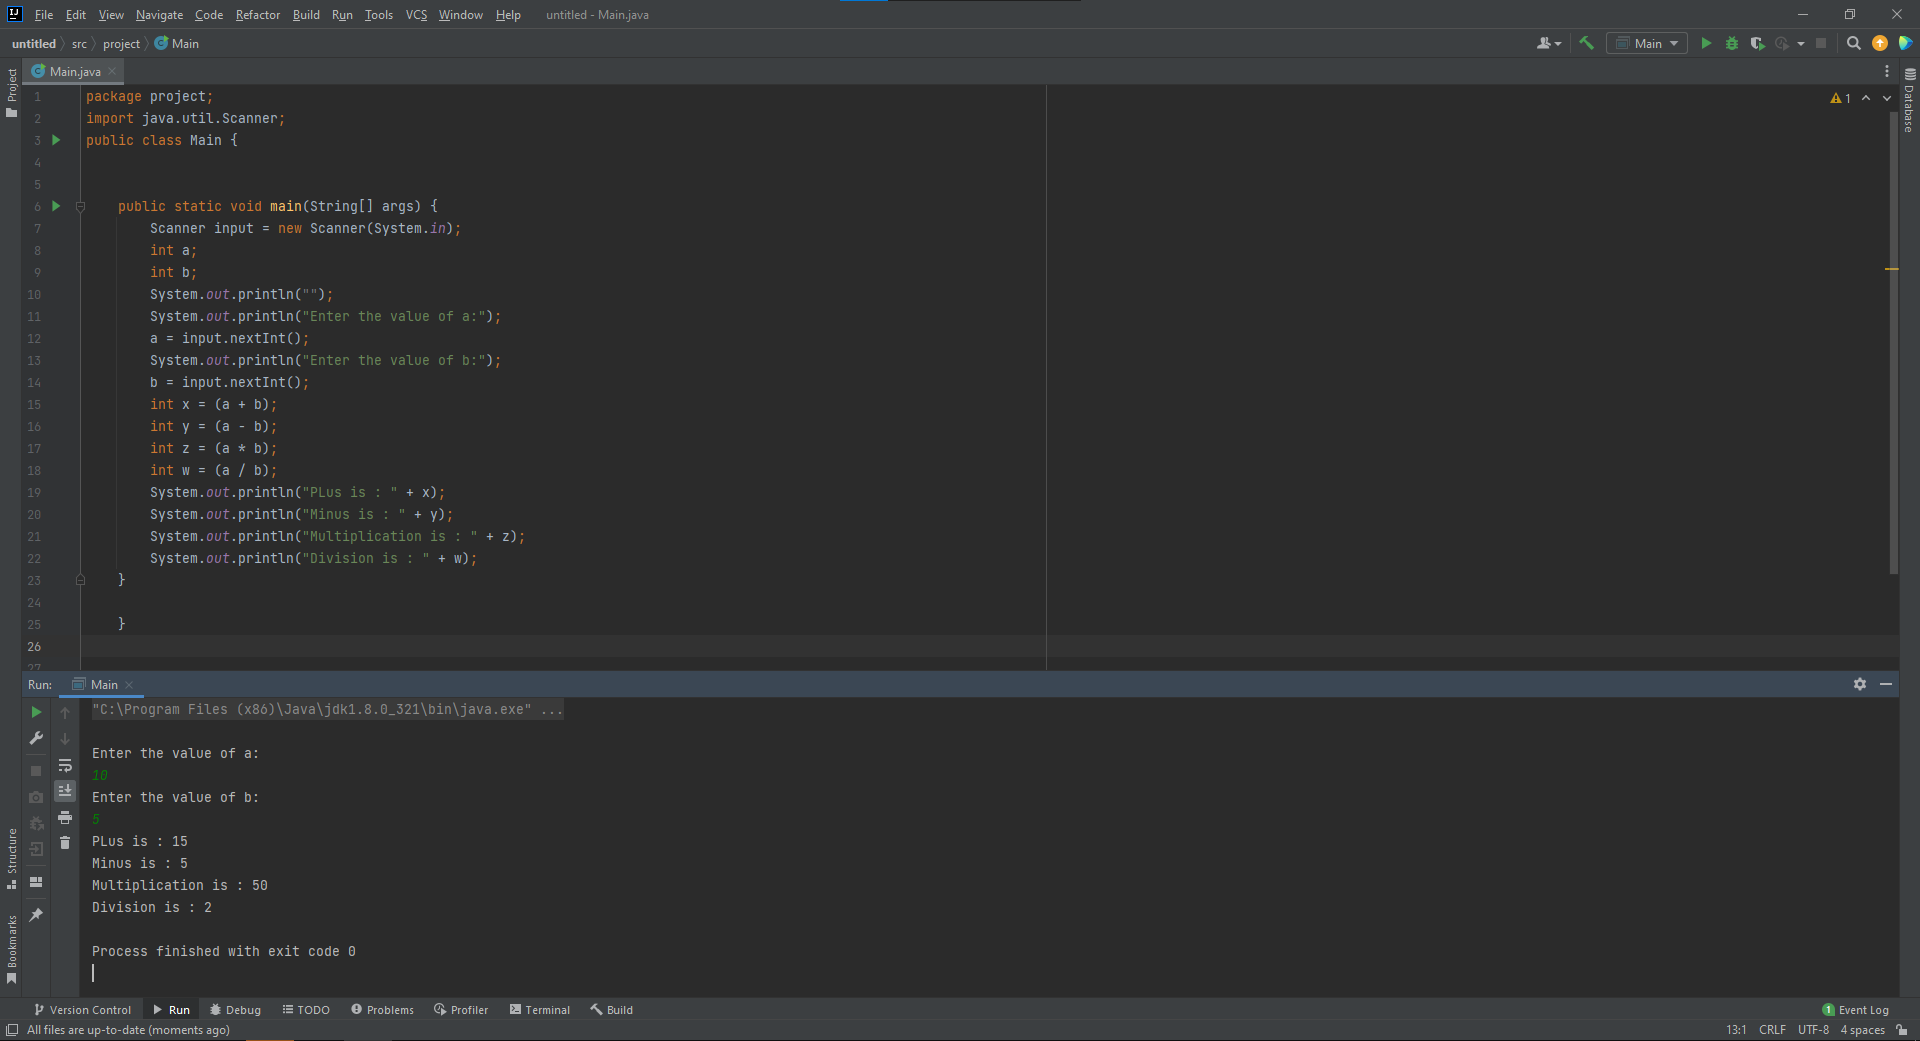 File Edit View Navigate Code Refactor Build Run Tools VCS Window Help untitled - Main.java
untitled src project Main
Main
Main.java
Project
Database
1
1 package project;
2 import java.util.Scanner;
3 public class Main {
4
5
6 public static void main(String[] args) {
7 Scanner input = new Scanner(System.in);
8 int a;
9 int b;
10 System.out.println("");
11 System.out.println("Enter the value of a:");
12 a = input.nextInt();
13 System.out.println("Enter the value of b:");
14 b = input.nextInt();
15 int x = (a + b);
16 int y = (a - b);
17 int z = (a * b);
18 int w = (a / b);
19 System.out.println("PLus is : " + x);
20 System.out.println("Minus is : " + y);
21 System.out.println("Multiplication is : " + z);
22 System.out.println("Division is : " + w);
23 }
24
25 }
26
27
Run: Main
"C:\Program Files (x86)\Java\jdk1.8.0_321\bin\java.exe" ...
Enter the value of a:
10
Enter the value of b:
5
PLus is : 15
Minus is : 5
Multiplication is : 50
Division is : 2
Process finished with exit code 0
Structure
Bookmarks
Version Control Run Debug TODO Problems Profiler Terminal Build 1 Event Log
All files are up-to-date (moments ago) 13:1 CRLF UTF-8 4 spaces